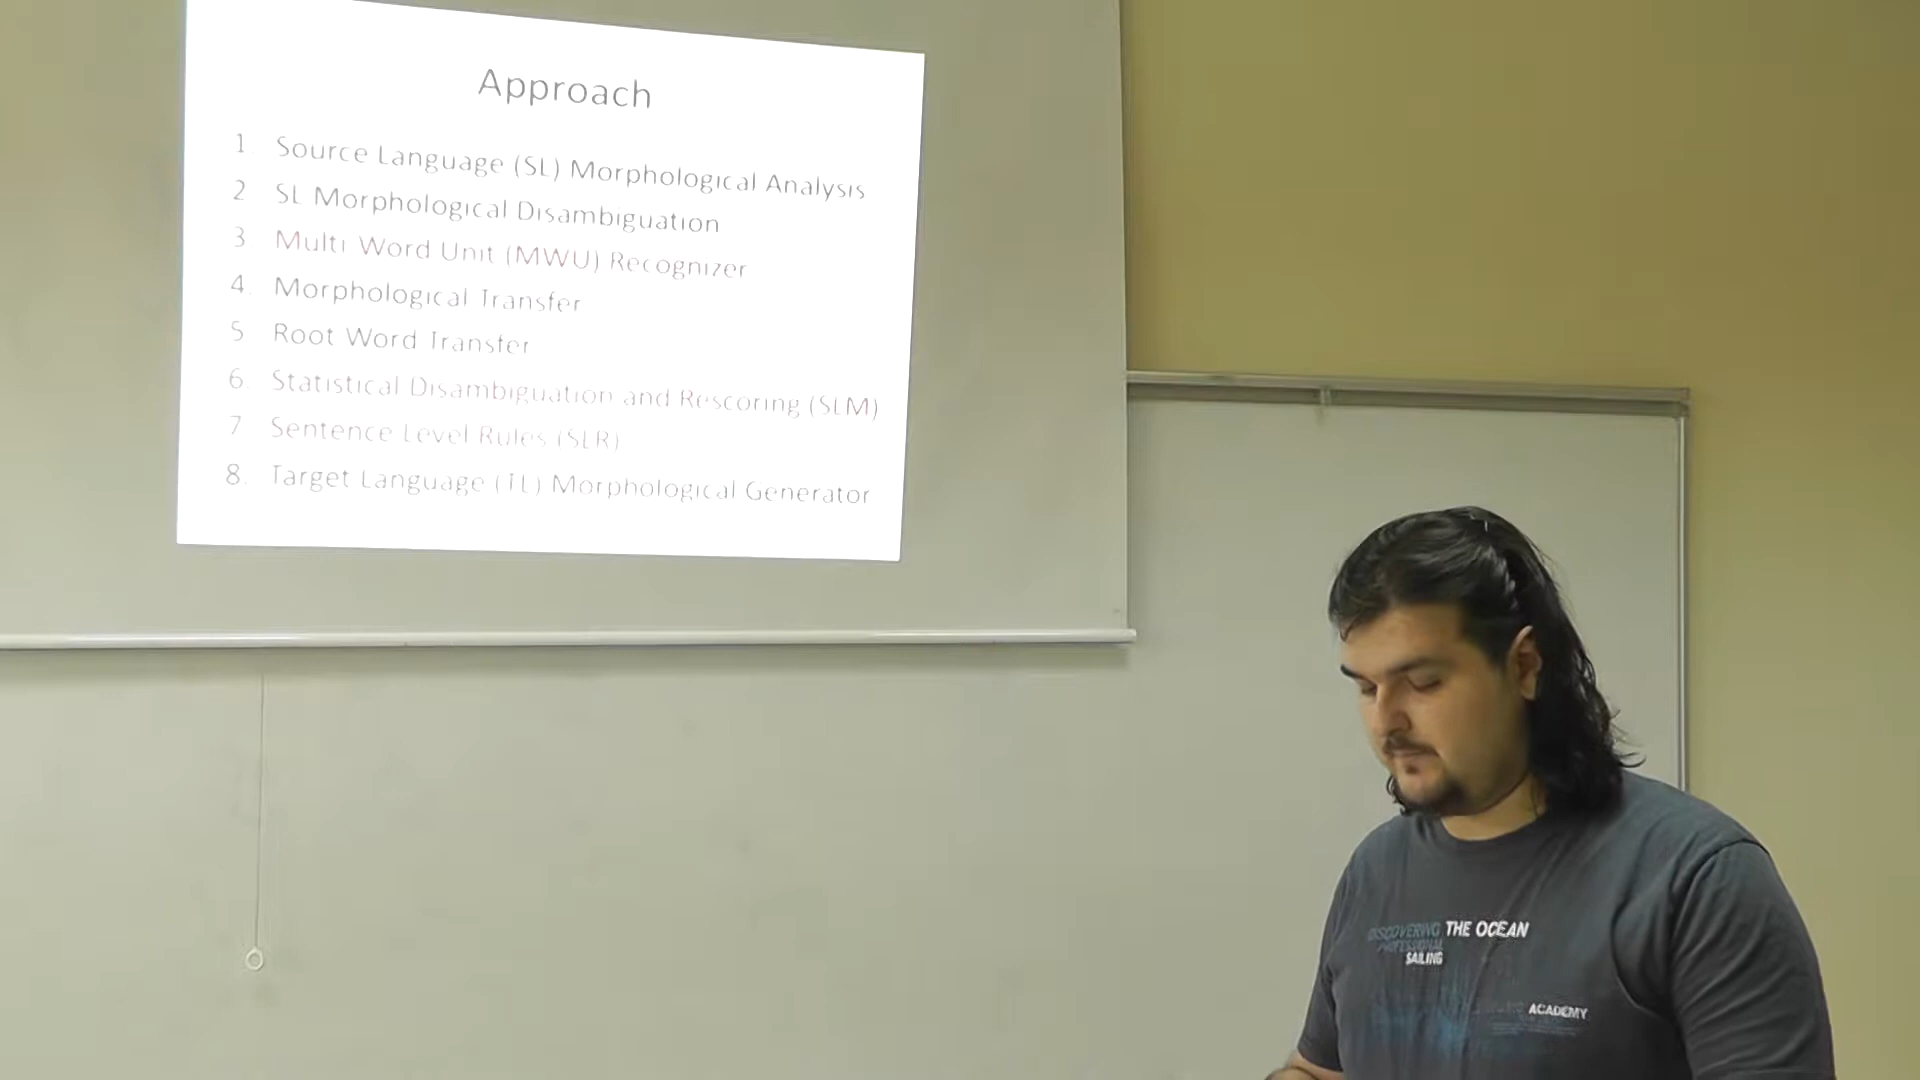 Approach
1. Source Language (SL) Morphological Analysis
2 SL Morphological Disambiguation
3 Multi Word Unit (MWU) Recognizer
4. Morphological Transfer
5 Root Word Transfer
6 Statistical Disambiguation and Rescoring (SLM)
7 Sentence Level Rules (SLR)
8. Target Language (TL) Morphological Generator
DISCOVERING THE OCEAN
PROFESSIONAL
SAILING
ACADEMY